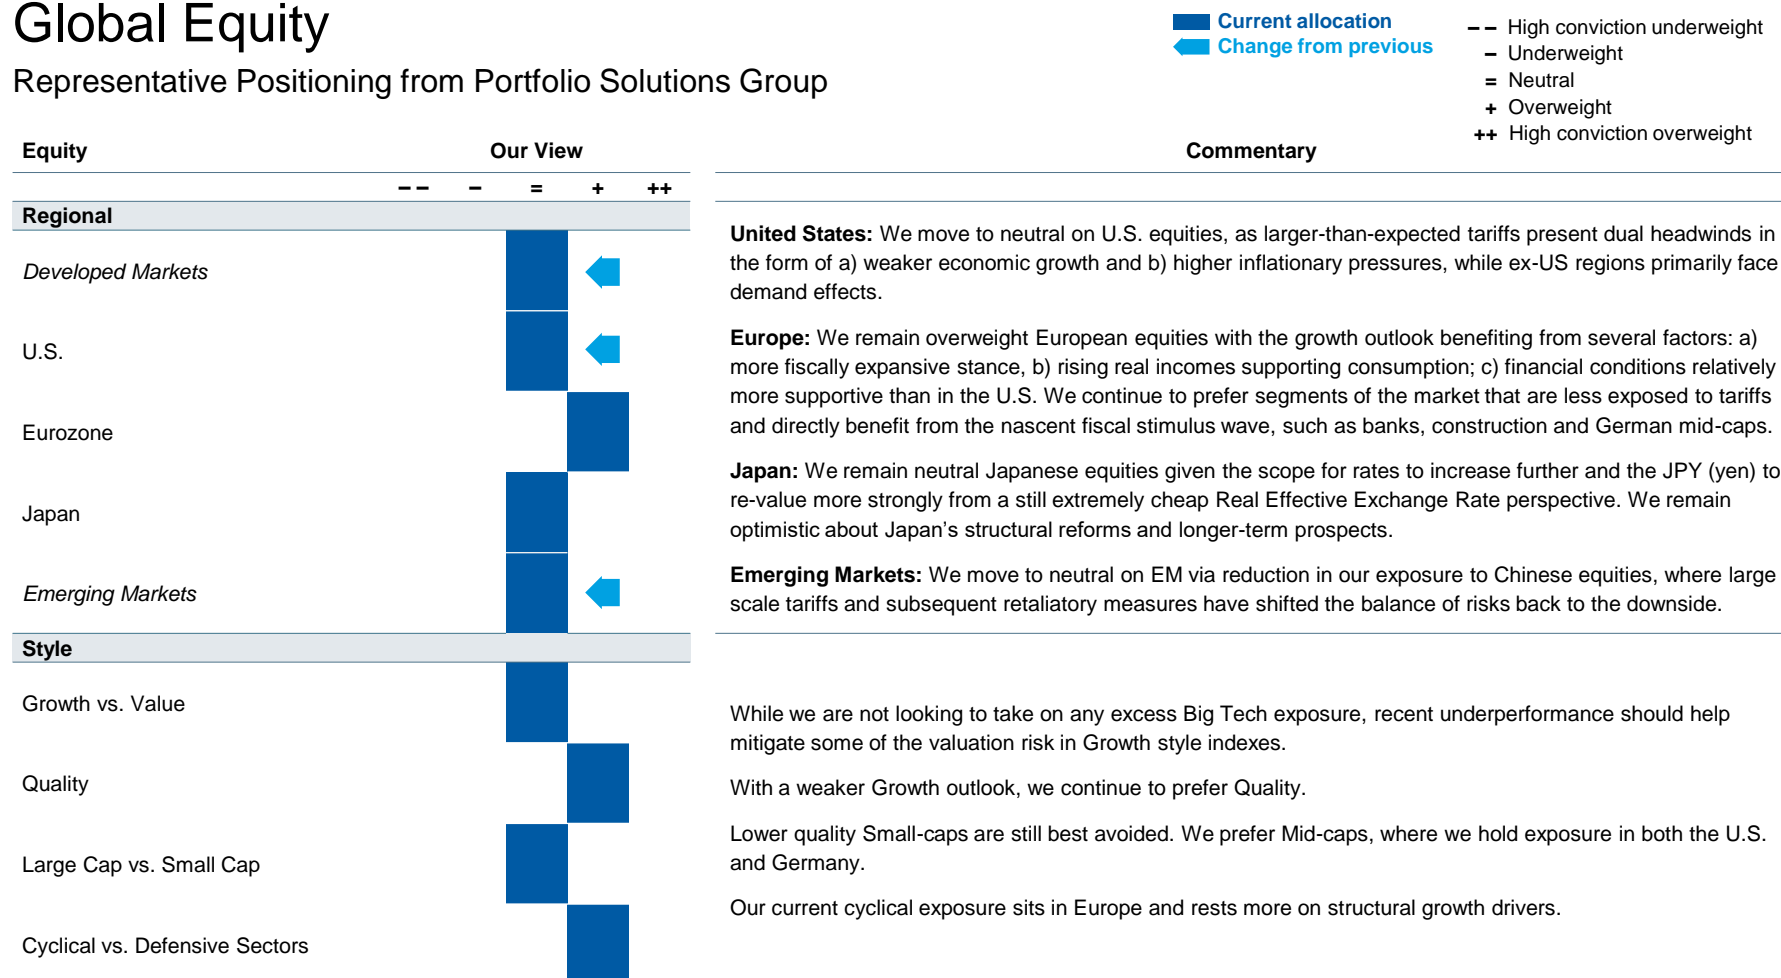 Global Equity
Representative Positioning from Portfolio Solutions Group
Current allocation
Change from previous
–– High conviction underweight
– Underweight
= Neutral
+ Overweight
++ High conviction overweight
Equity
Our View
Commentary
–– – = + ++
Regional
Developed Markets
U.S.
Eurozone
Japan
Emerging Markets
United States: We move to neutral on U.S. equities, as larger-than-expected tariffs present dual headwinds in
the form of a) weaker economic growth and b) higher inflationary pressures, while ex-US regions primarily face
demand effects.
Europe: We remain overweight European equities with the growth outlook benefiting from several factors: a)
more fiscally expansive stance, b) rising real incomes supporting consumption; c) financial conditions relatively
more supportive than in the U.S. We continue to prefer segments of the market that are less exposed to tariffs
and directly benefit from the nascent fiscal stimulus wave, such as banks, construction and German mid-caps.
Japan: We remain neutral Japanese equities given the scope for rates to increase further and the JPY (yen) to
re-value more strongly from a still extremely cheap Real Effective Exchange Rate perspective. We remain
optimistic about Japan’s structural reforms and longer-term prospects.
Emerging Markets: We move to neutral on EM via reduction in our exposure to Chinese equities, where large
scale tariffs and subsequent retaliatory measures have shifted the balance of risks back to the downside.
Style
Growth vs. Value
Quality
Large Cap vs. Small Cap
Cyclical vs. Defensive Sectors
While we are not looking to take on any excess Big Tech exposure, recent underperformance should help
mitigate some of the valuation risk in Growth style indexes.
With a weaker Growth outlook, we continue to prefer Quality.
Lower quality Small-caps are still best avoided. We prefer Mid-caps, where we hold exposure in both the U.S.
and Germany.
Our current cyclical exposure sits in Europe and rests more on structural growth drivers.